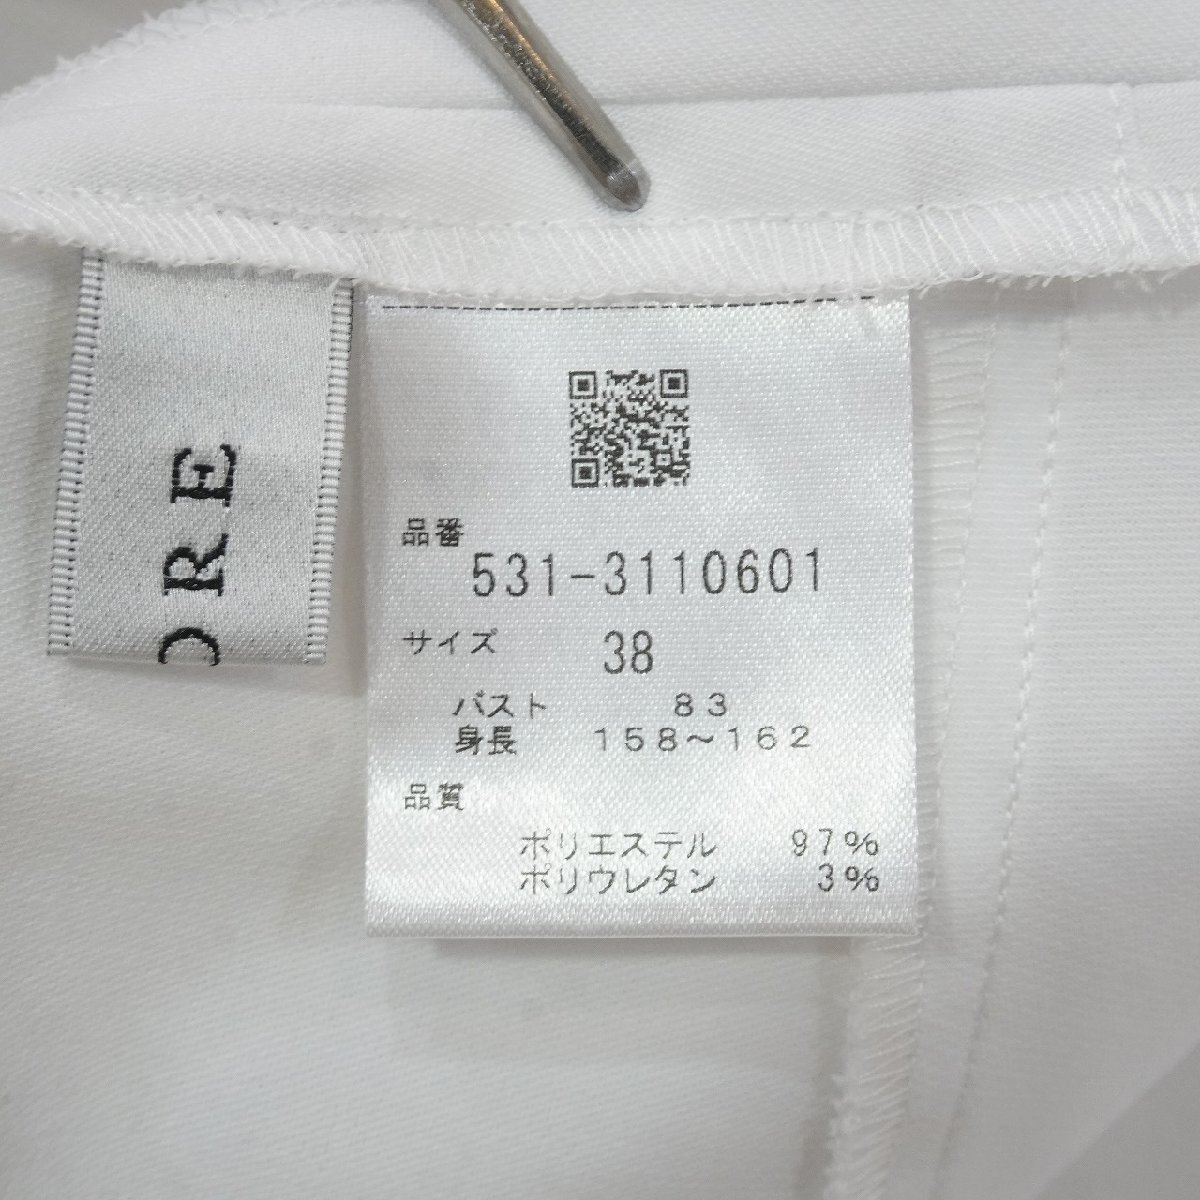 ORE
品番
531-3110601
サイズ 38
バスト 83
身長 158～162
品質
ポリエステル 97%
ポリウレタン 3%